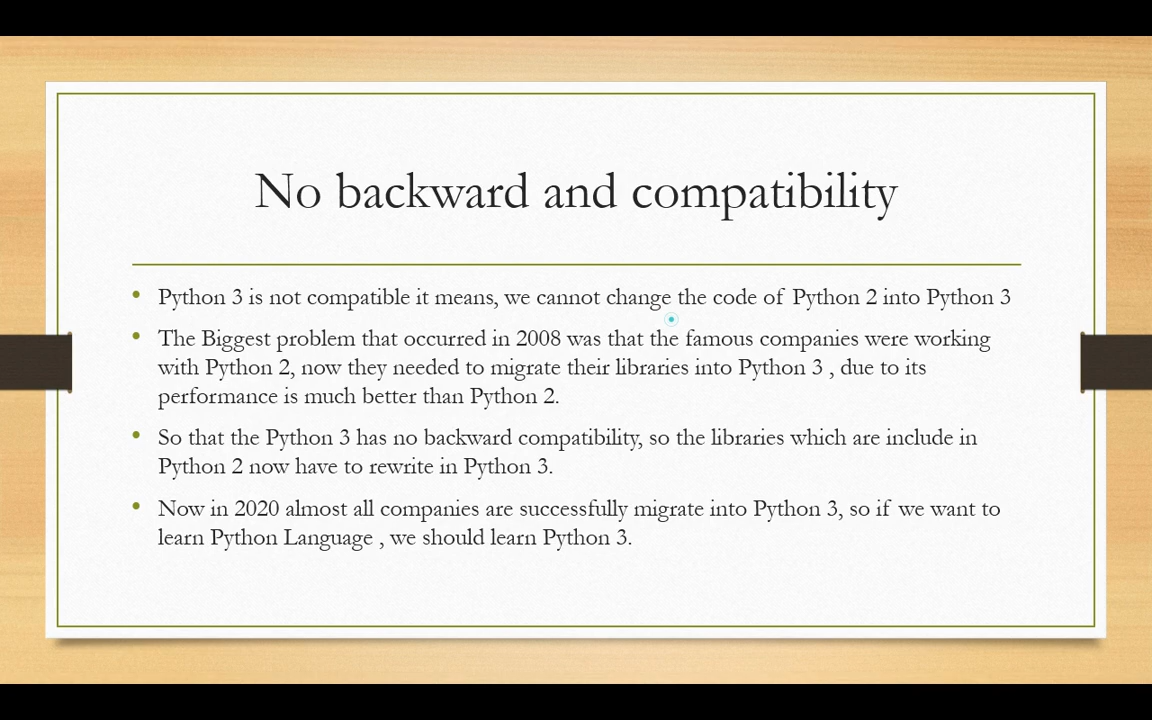 No backward and compatibility
• Python 3 is not compatible it means, we cannot change the code of Python 2 into Python 3
• The Biggest problem that occurred in 2008 was that the famous companies were working
with Python 2, now they needed to migrate their libraries into Python 3 , due to its
performance is much better than Python 2.
• So that the Python 3 has no backward compatibility, so the libraries which are include in
Python 2 now have to rewrite in Python 3.
• Now in 2020 almost all companies are successfully migrate into Python 3, so if we want to
learn Python Language , we should learn Python 3.